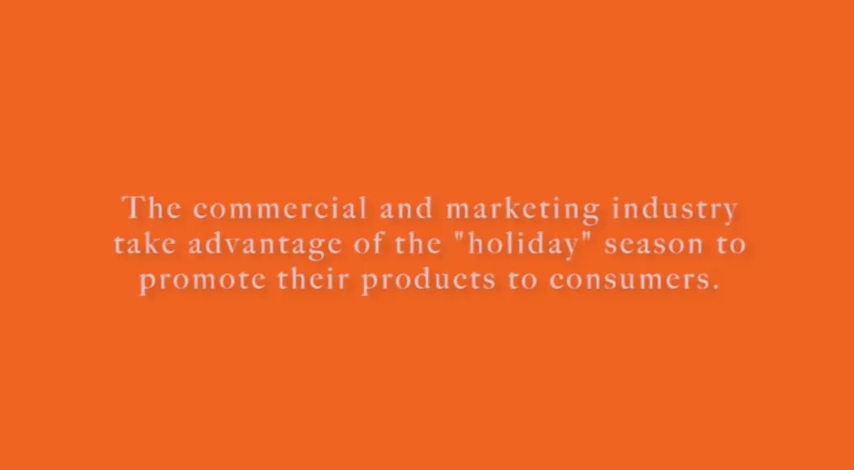 The commercial and marketing industry
take advantage of the "holiday" season to
promote their products to consumers.